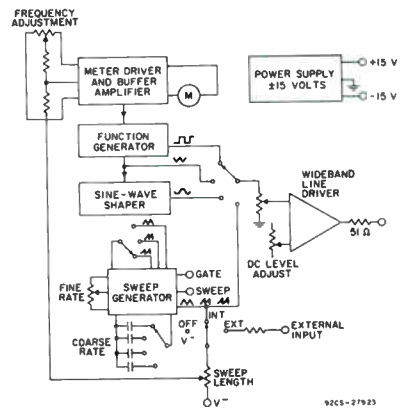 FREQUENCY
ADJUSTMENT
METER DRIVER
AND BUFFER
AMPLIFIER
M
POWER SUPPLY
±15 VOLTS
+15 V
-15 V
FUNCTION
GENERATOR
SINE-WAVE
SHAPER
WIDEBAND
LINE
DRIVER
51 Ω
DC LEVEL
ADJUST
FINE
RATE
SWEEP
GENERATOR
GATE
SWEEP
INT
OFF
V⁻
EXT
EXTERNAL
INPUT
COARSE
RATE
SWEEP
LENGTH
V⁻
92CS-27923